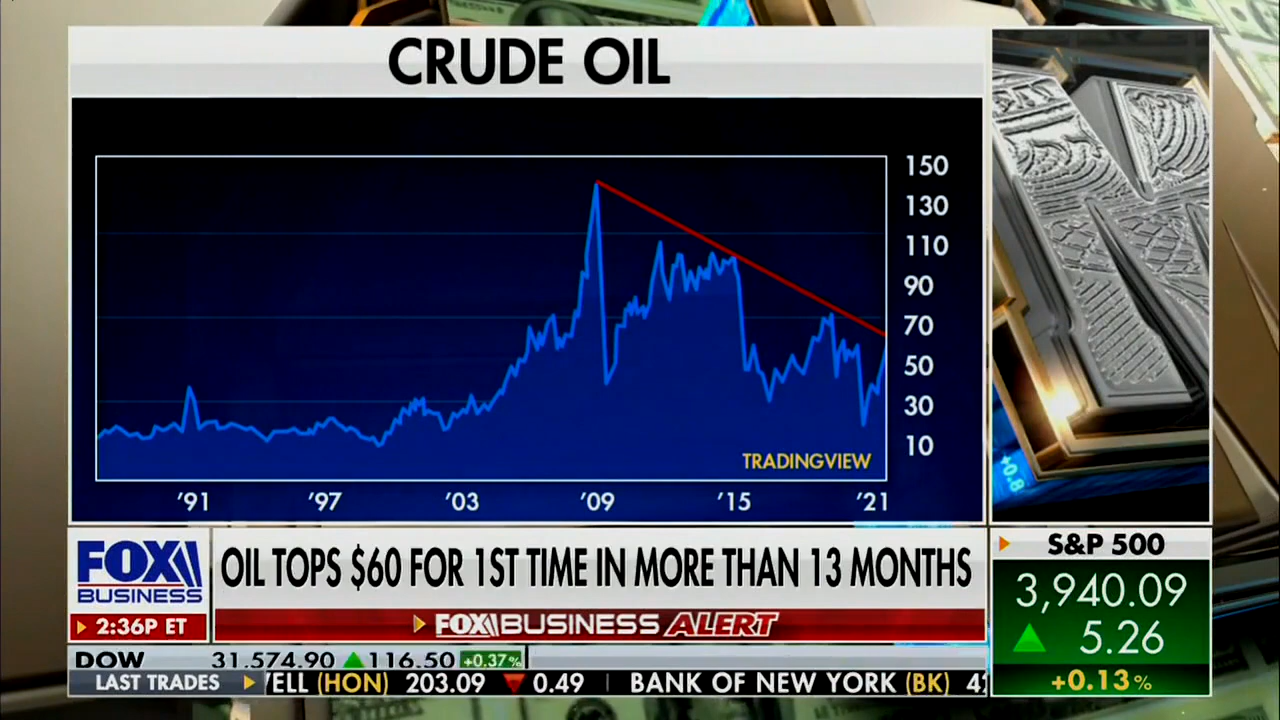 CRUDE OIL
150
130
110
90
70
50
30
10
TRADINGVIEW
'91 '97 '03 '09 '15 '21
+0.8
FOX BUSINESS
2:36P ET
OIL TOPS $60 FOR 1ST TIME IN MORE THAN 13 MONTHS
FOX BUSINESS ALERT
S&P 500
3,940.09
5.26
+0.13%
DOW 31,574.90 116.50 +0.37%
LAST TRADES ELL (HON) 203.09 0.49 BANK OF NEW YORK (BK)